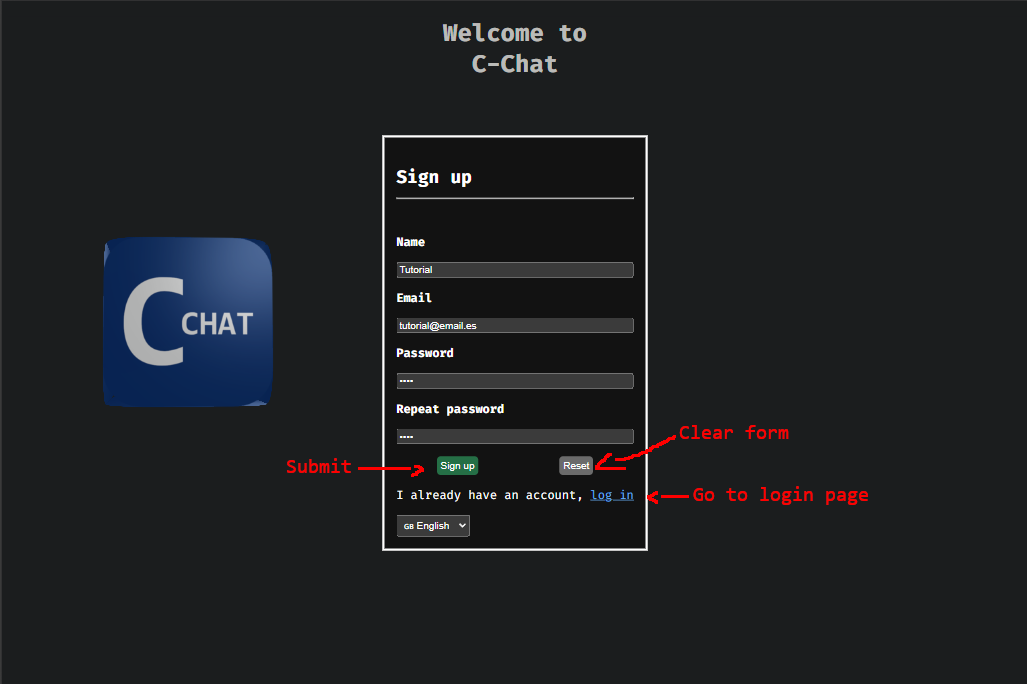 Welcome to
C-Chat
Sign up
C CHAT
Name
Tutorial
Email
tutorial@email.es
Password
••••
Repeat password
••••
Clear form
Submit
Sign up
Reset
I already have an account, log in
Go to login page
GB English